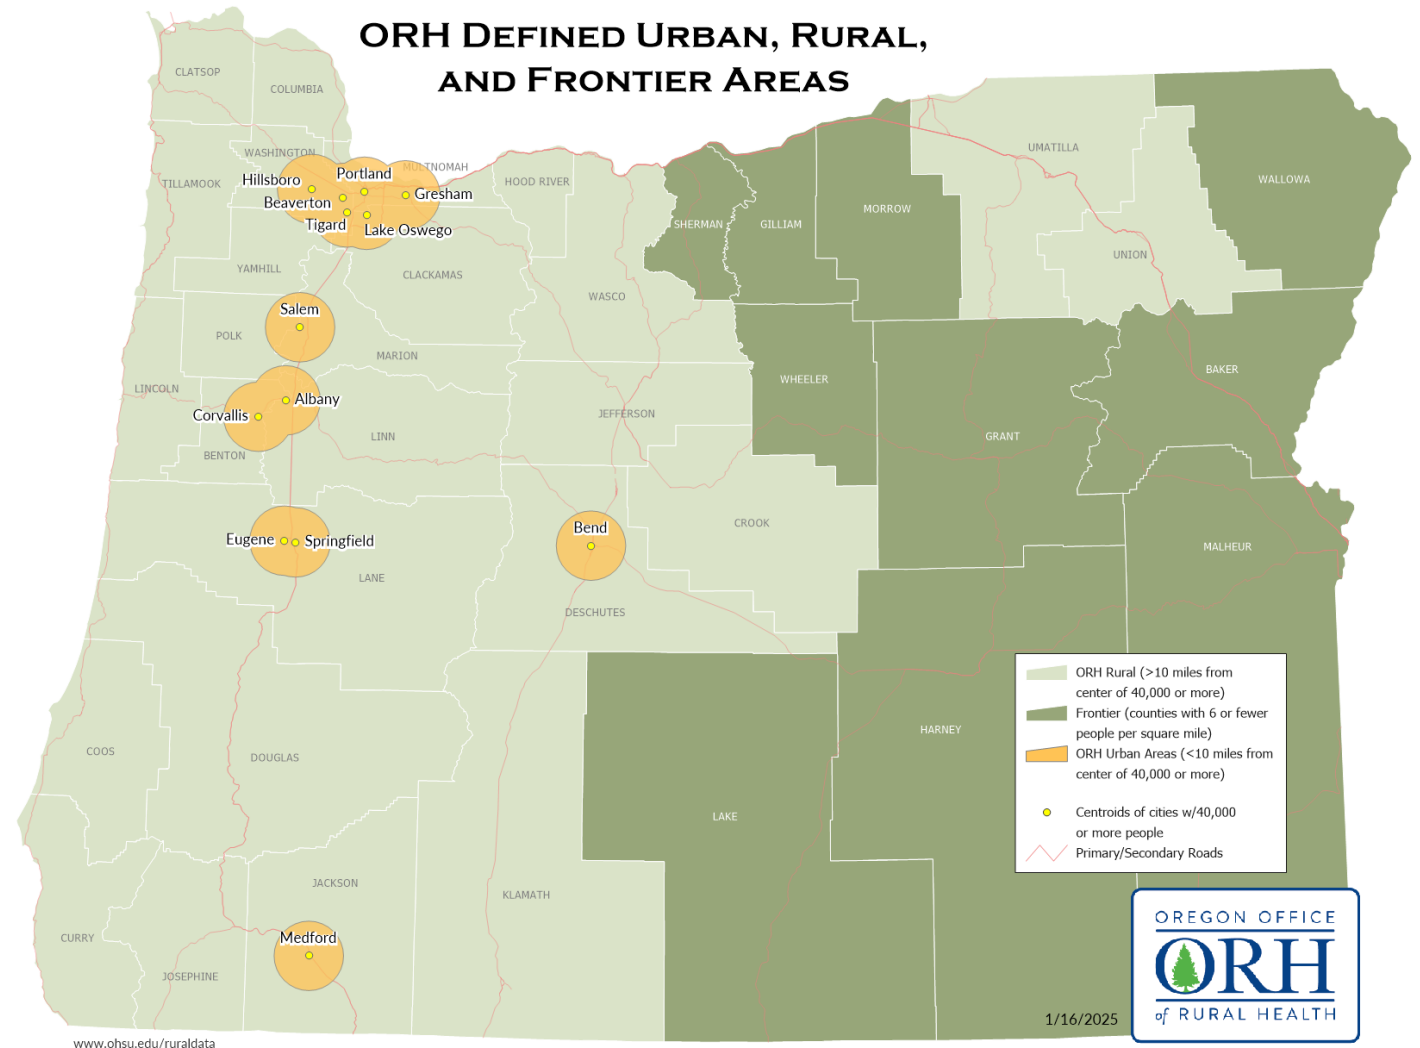 ORH Defined Urban, Rural,
and Frontier Areas
CLATSOP
COLUMBIA
WASHINGTON
MULTNOMAH
TILLAMOOK
Hillsboro
Portland
Beaverton
Gresham
Tigard
Lake Oswego
HOOD RIVER
UMATILLA
WALLOWA
SHERMAN
GILLIAM
MORROW
UNION
YAMHILL
CLACKAMAS
WASCO
Salem
POLK
MARION
LINCOLN
Albany
Corvallis
LINN
BENTON
JEFFERSON
WHEELER
BAKER
GRANT
Eugene
Springfield
Bend
CROOK
MALHEUR
LANE
DESCHUTES
COOS
DOUGLAS
LAKE
HARNEY
JACKSON
KLAMATH
CURRY
Medford
JOSEPHINE
ORH Rural (>10 miles from
center of 40,000 or more)
Frontier (counties with 6 or fewer
people per square mile)
ORH Urban Areas (<10 miles from
center of 40,000 or more)
Centroids of cities w/40,000
or more people
Primary/Secondary Roads
OREGON OFFICE
ORH
of RURAL HEALTH
1/16/2025
www.ohsu.edu/ruraldata